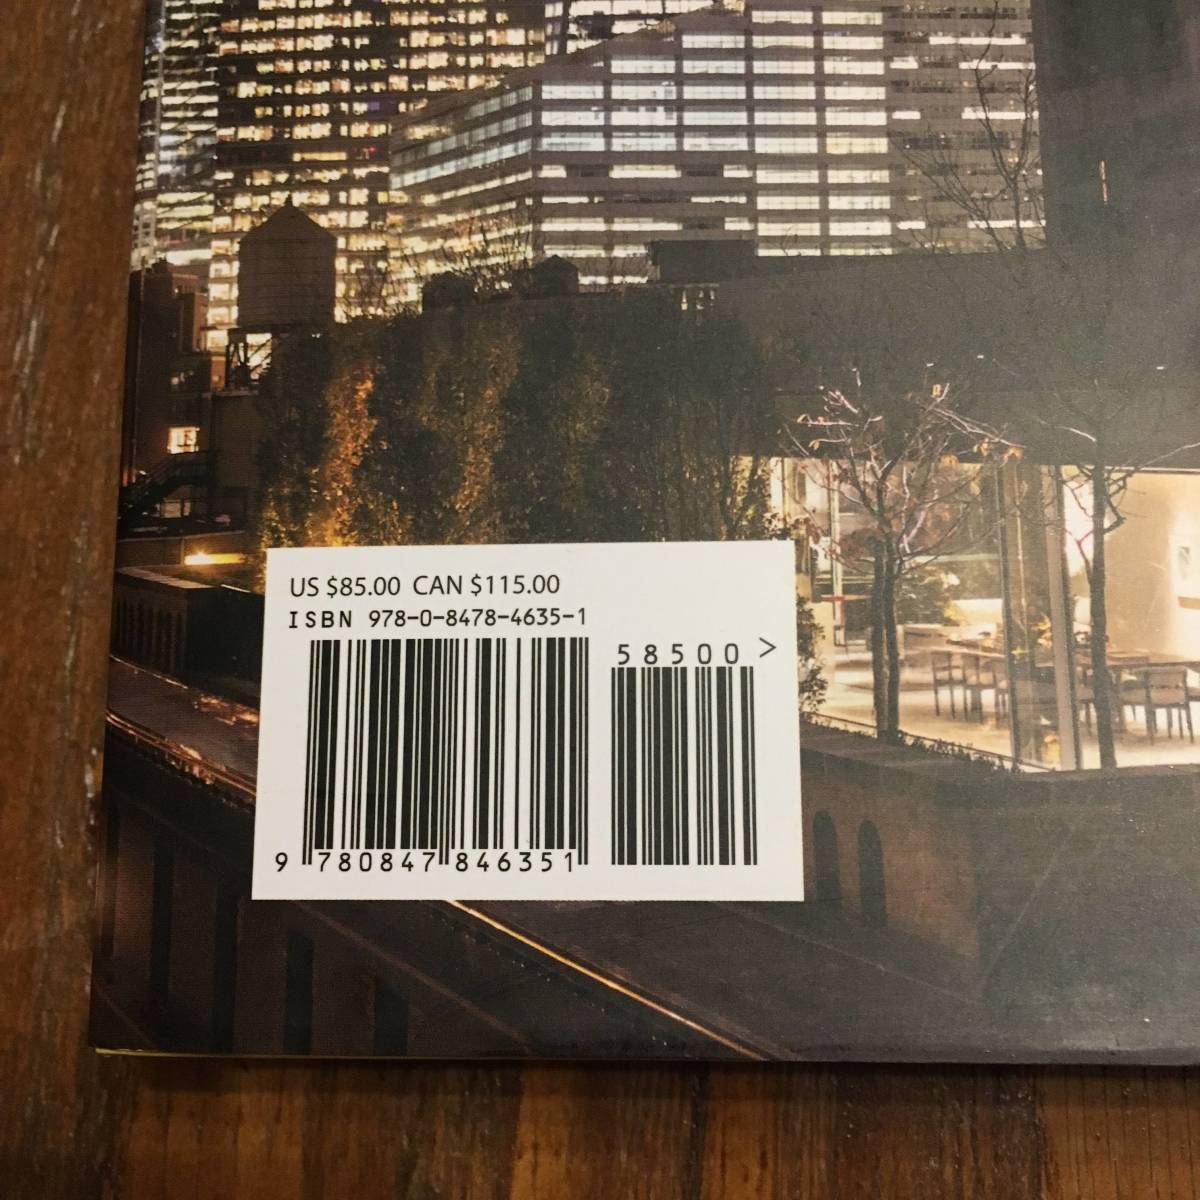 US $85.00 CAN $115.00
ISBN 978-0-8478-4635-1
58500 >
9 780847 846351